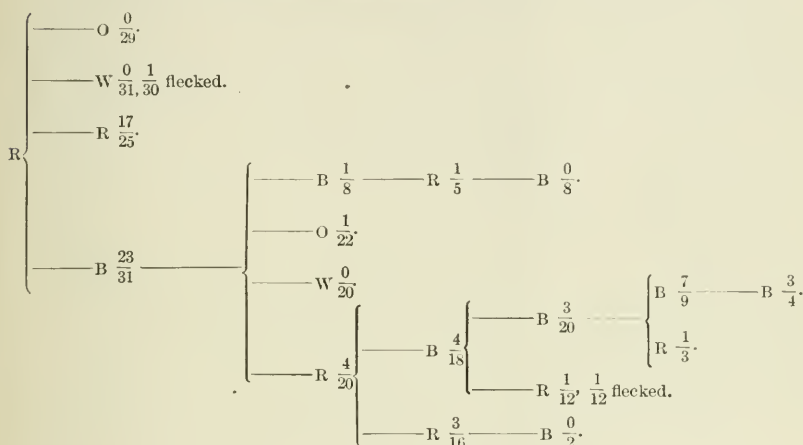 O 0/29.
W 0/31, 1/30 flecked.
R 17/25.
R
B 1/8 R 1/5 B 0/8.
O 1/22.
B 23/31
W 0/20.
B 7/9 B 3/4.
B 3/20
R 1/3.
B 4/18
R 4/20
R 1/12, 1/12 flecked.
R 3/16 B 0/2.